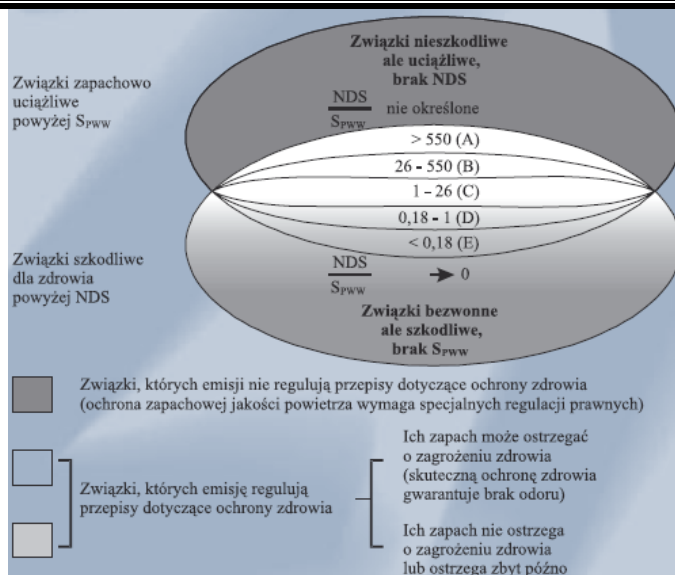 Związki nieszkodliwe
ale uciążliwe,
brak NDS
Związki zapachowo
uciążliwe
powyżej SPWW
NDS
SPWW
nie określone
> 550 (A)
26 - 550 (B)
1 – 26 (C)
0,18 - 1 (D)
< 0,18 (E)
Związki szkodliwe
dla zdrowia
powyżej NDS
NDS
SPWW
→ 0
Związki bezwonne
ale szkodliwe,
brak SPWW
Związki, których emisji nie regulują przepisy dotyczące ochrony zdrowia
(ochrona zapachowej jakości powietrza wymaga specjalnych regulacji prawnych)
Związki, których emisję regulują
przepisy dotyczące ochrony zdrowia
Ich zapach może ostrzegać
o zagrożeniu zdrowia
(skuteczną ochronę zdrowia
gwarantuje brak odoru)
Ich zapach nie ostrzega
o zagrożeniu zdrowia
lub ostrzega zbyt późno